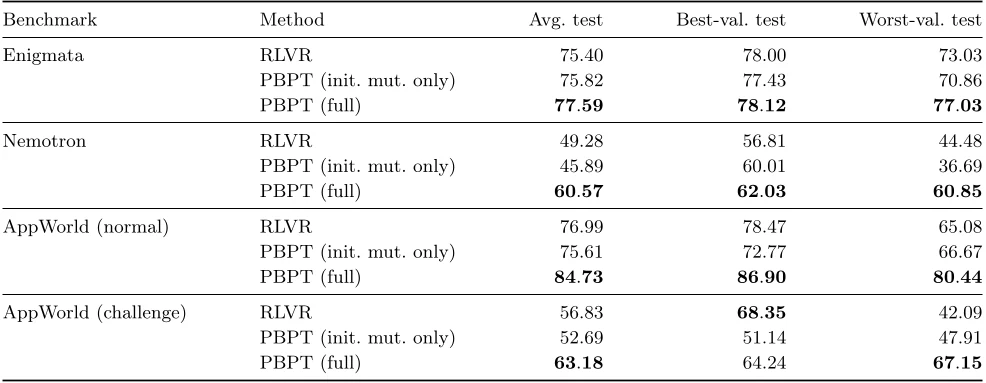 Benchmark Method Avg. test Best-val. test Worst-val. test
Enigmata RLVR 75.40 78.00 73.03
PBPT (init. mut. only) 75.82 77.43 70.86
PBPT (full) 77.59 78.12 77.03
Nemotron RLVR 49.28 56.81 44.48
PBPT (init. mut. only) 45.89 60.01 36.69
PBPT (full) 60.57 62.03 60.85
AppWorld (normal) RLVR 76.99 78.47 65.08
PBPT (init. mut. only) 75.61 72.77 66.67
PBPT (full) 84.73 86.90 80.44
AppWorld (challenge) RLVR 56.83 68.35 42.09
PBPT (init. mut. only) 52.69 51.14 47.91
PBPT (full) 63.18 64.24 67.15